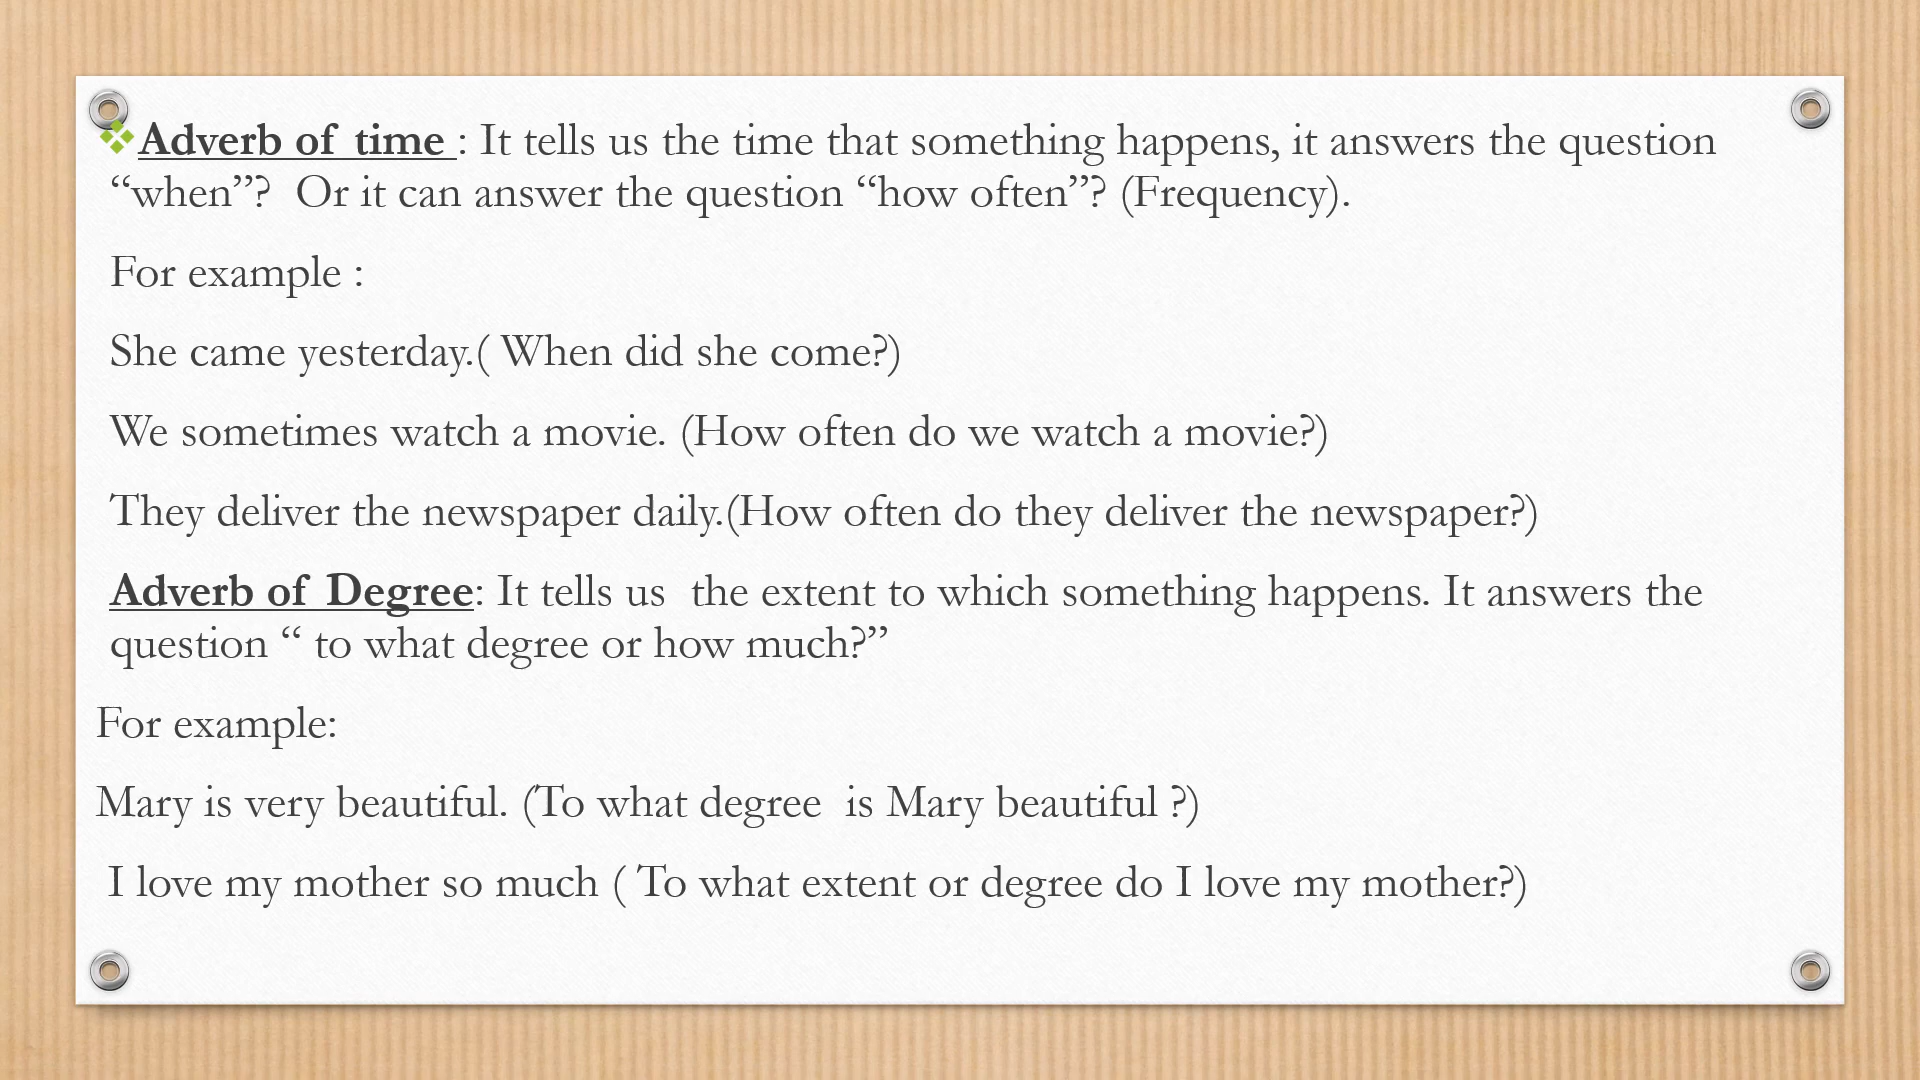 Adverb of time : It tells us the time that something happens, it answers the question
“when”? Or it can answer the question “how often”? (Frequency).
For example :
She came yesterday.( When did she come?)
We sometimes watch a movie. (How often do we watch a movie?)
They deliver the newspaper daily.(How often do they deliver the newspaper?)
Adverb of Degree: It tells us  the extent to which something happens. It answers the
question “ to what degree or how much?”
For example:
Mary is very beautiful. (To what degree  is Mary beautiful ?)
I love my mother so much ( To what extent or degree do I love my mother?)